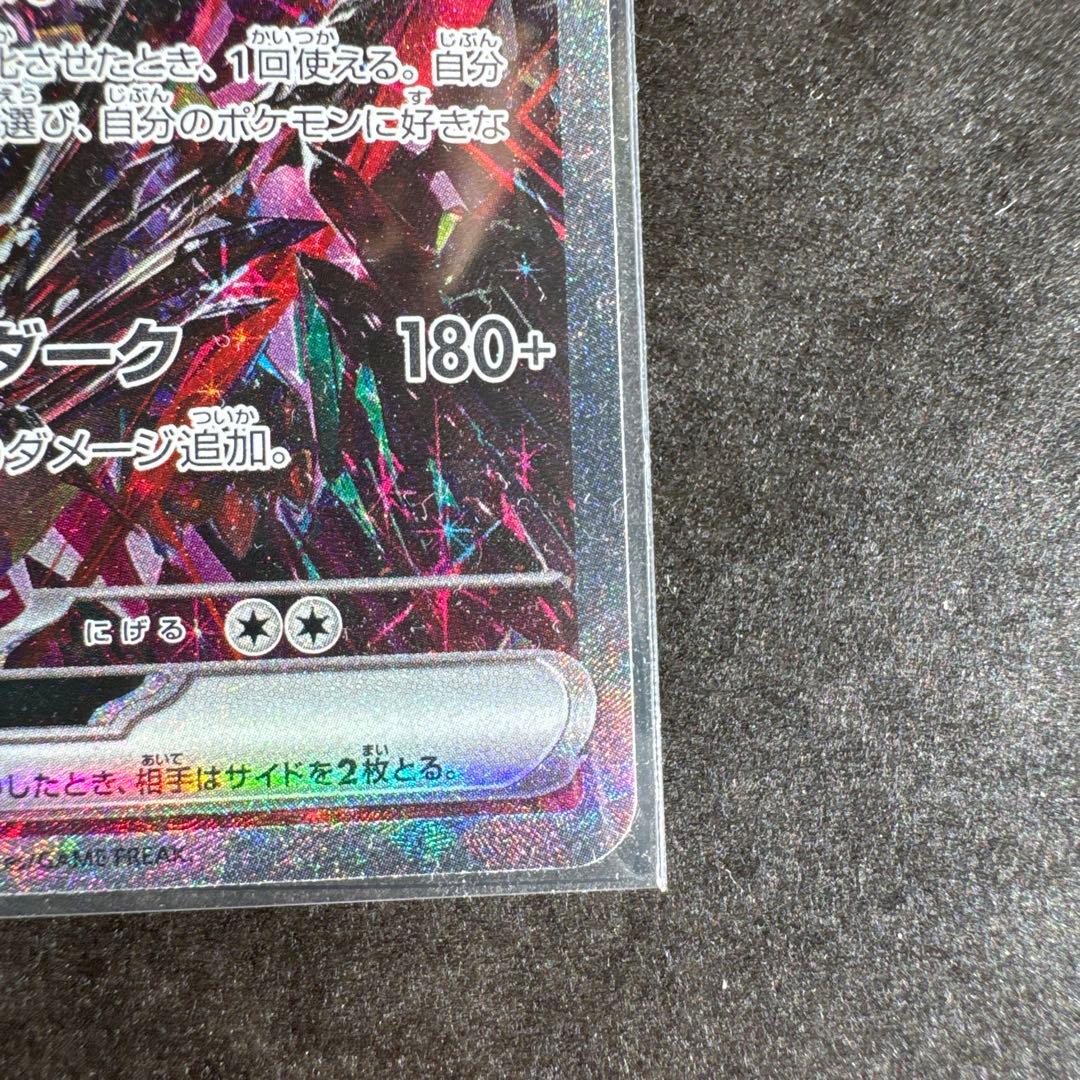 化させたとき、1回使える。自分
選び、自分のポケモンに好きな
ダーク 180+
ダメージ追加。
にげる
したとき、相手はサイドを2枚とる。
/GAME FREAK.